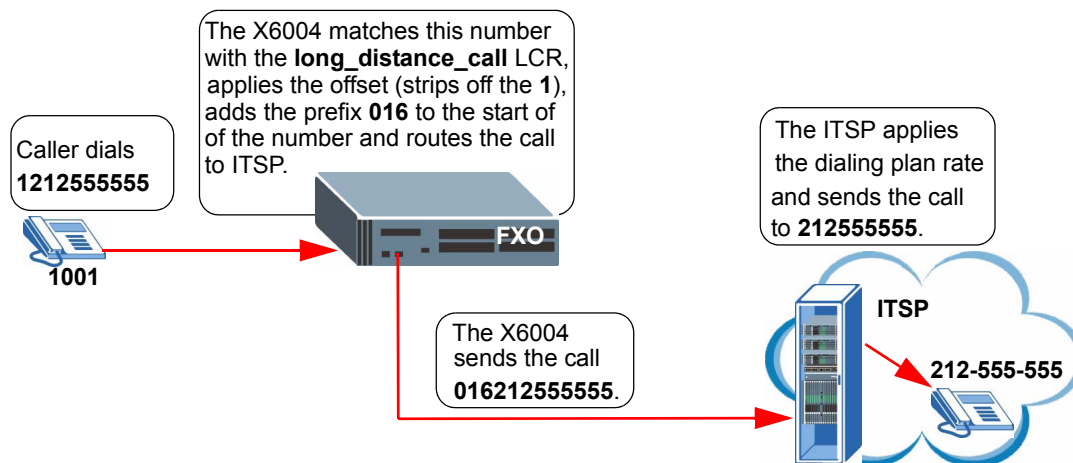 The X6004 matches this number
with the long_distance_call LCR,
applies the offset (strips off the 1),
adds the prefix 016 to the start of
of the number and routes the call
to ITSP.
Caller dials
1212555555
1001
FXO
The X6004
sends the call
016212555555.
The ITSP applies
the dialing plan rate
and sends the call
to 212555555.
ITSP
212-555-555